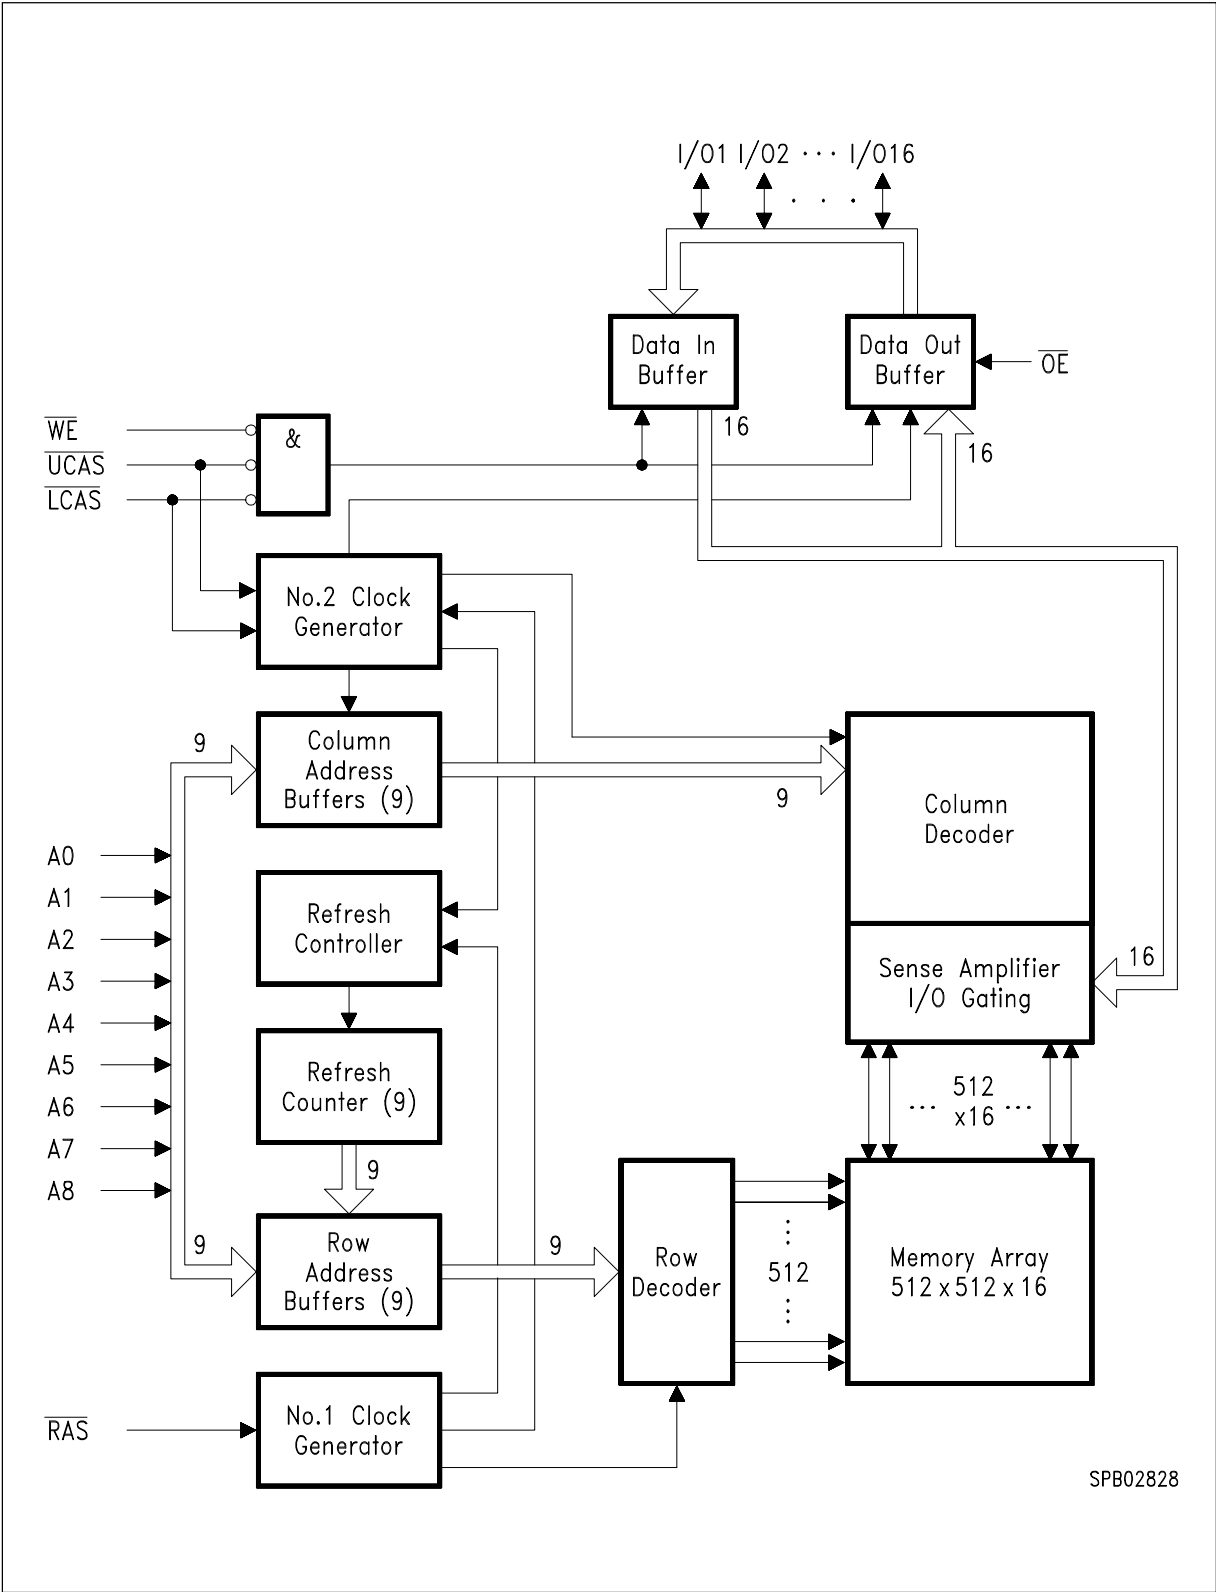 I/O1 I/O2 ··· I/O16
. . .
Data In
Buffer
Data Out
Buffer
OE
16
16
WE
UCAS
LCAS
&
No.2 Clock
Generator
9
Column
Address
Buffers (9)
9
Column
Decoder
A0
A1
A2
A3
A4
A5
A6
A7
A8
Refresh
Controller
Sense Amplifier
I/O Gating
16
Refresh
Counter (9)
··· 512 ···
x16
9
9
Row
Address
Buffers (9)
9
Row
Decoder
512
Memory Array
512 x 512 x 16
RAS
No.1 Clock
Generator
SPB02828